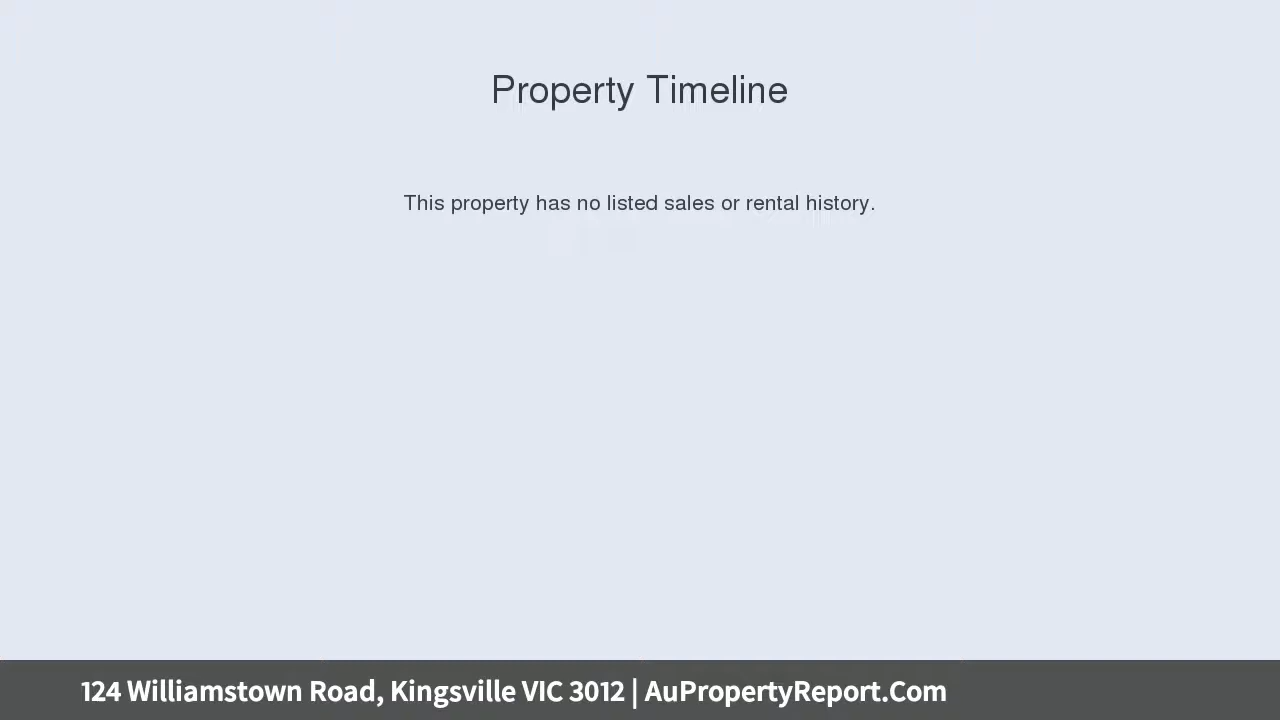 Property Timeline
This property has no listed sales or rental history.
124 Williamstown Road, Kingsville VIC 3012 | AuPropertyReport.Com